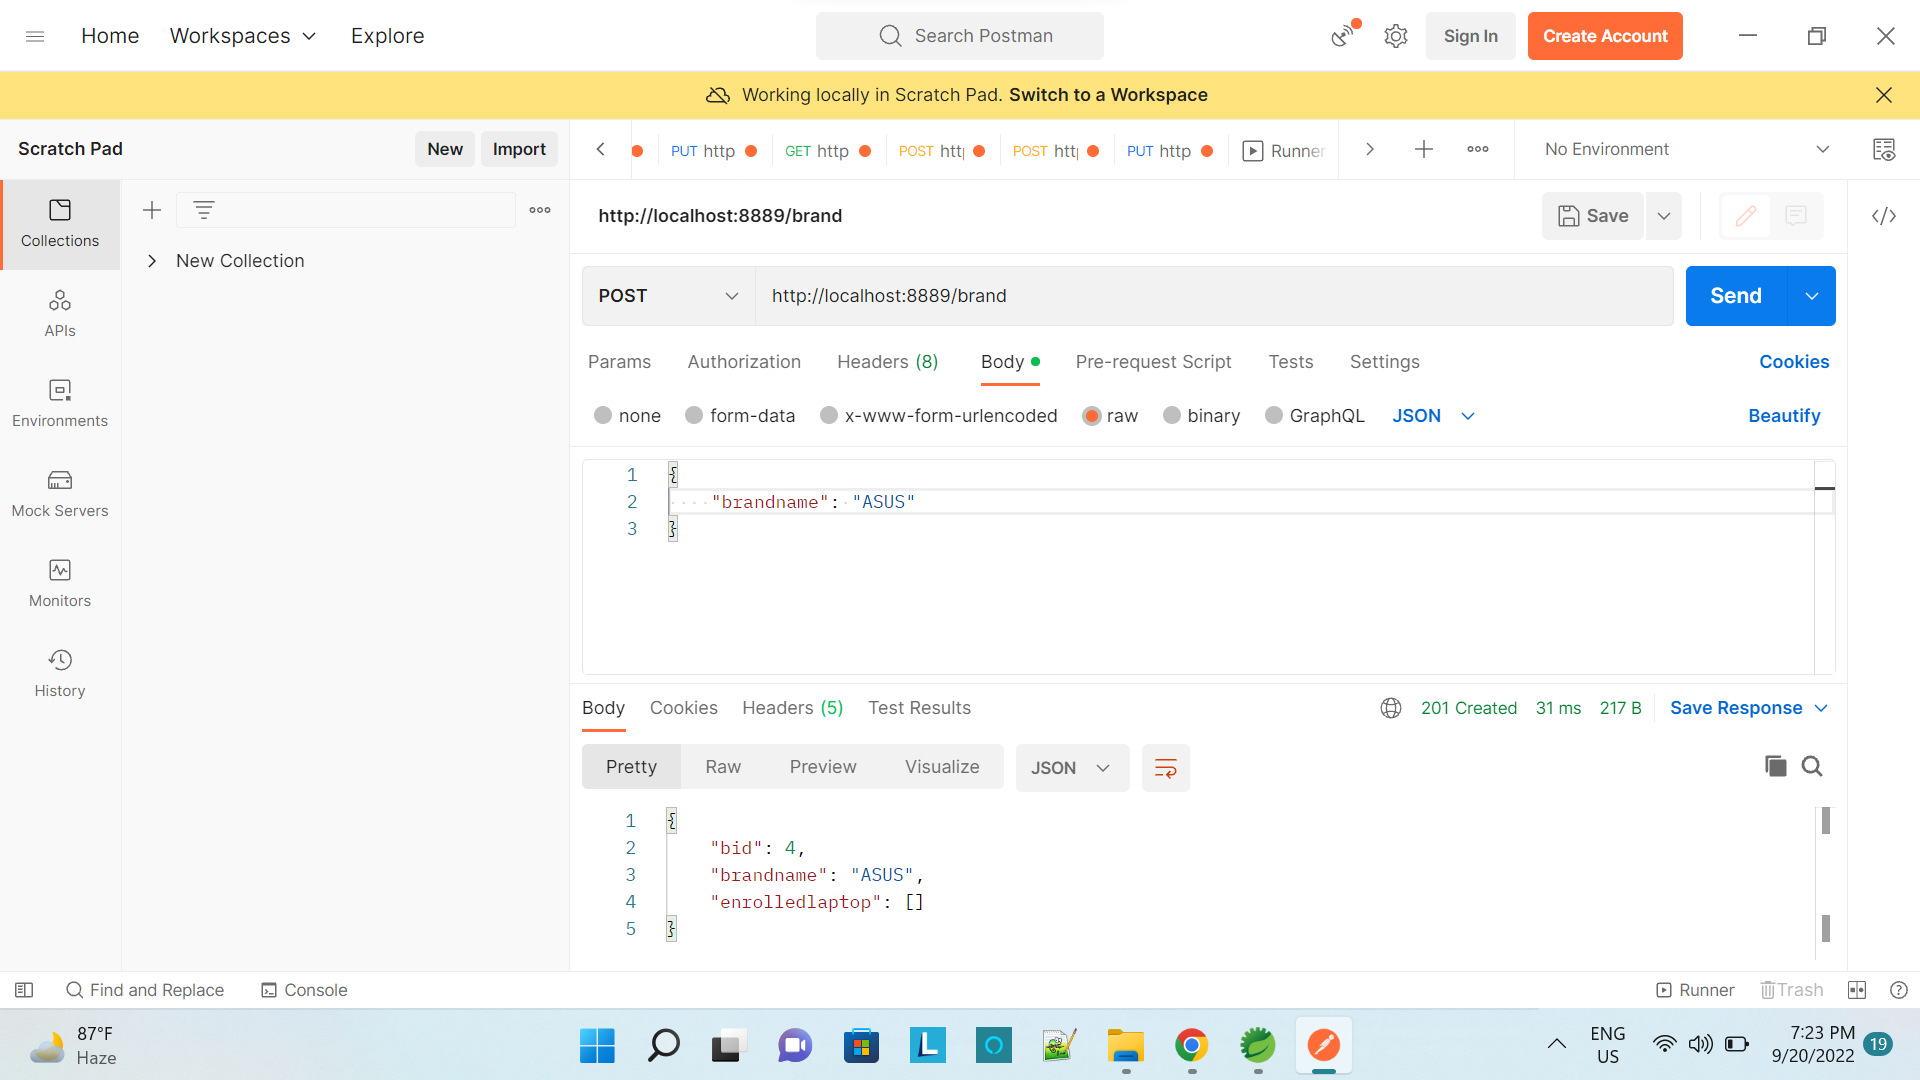 Home Workspaces Explore Search Postman Sign In Create Account
Working locally in Scratch Pad. Switch to a Workspace
Scratch Pad New Import PUT http GET http POST htt POST htt PUT http Runner No Environment
Collections
APIs
Environments
Mock Servers
Monitors
History
New Collection
http://localhost:8889/brand Save
POST http://localhost:8889/brand Send
Params Authorization Headers (8) Body Pre-request Script Tests Settings Cookies
none form-data x-www-form-urlencoded raw binary GraphQL JSON Beautify
1 {
2 "brandname": "ASUS"
3 }
Body Cookies Headers (5) Test Results 201 Created 31 ms 217 B Save Response
Pretty Raw Preview Visualize JSON
1 {
2 "bid": 4,
3 "brandname": "ASUS",
4 "enrolledlaptop": []
5 }
Find and Replace Console Runner Trash
87°F
Haze
ENG
US
7:23 PM
9/20/2022
19